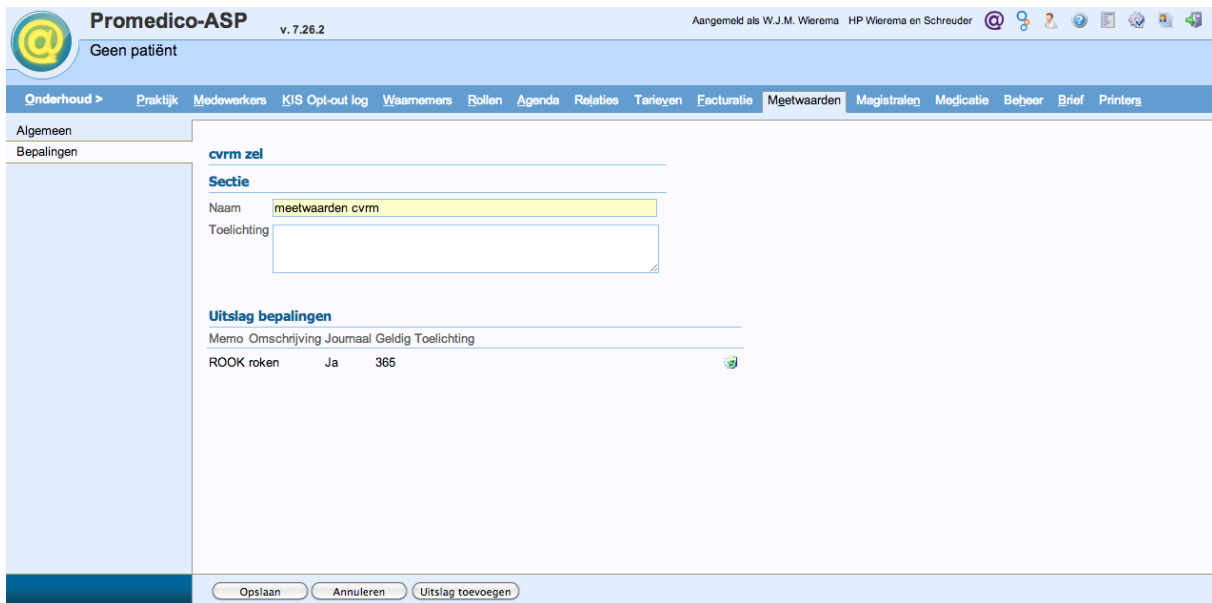 Promedico-ASP v. 7.26.2 Aangemeld als W.J.M. Wierema HP Wierema en Schreuder
Geen patiënt
Onderhoud > Praktijk Medewerkers KIS Opt-out log Waarnemers Rollen Agenda Relaties Tarieven Facturatie Meetwaarden Magistralen Medicatie Beheer Brief Printers
Algemeen
Bepalingen
cvrm zel
Sectie
Naam meetwaarden cvrm
Toelichting
Uitslag bepalingen
Memo Omschrijving Journaal Geldig Toelichting
ROOK roken Ja 365
Opslaan Annuleren Uitslag toevoegen